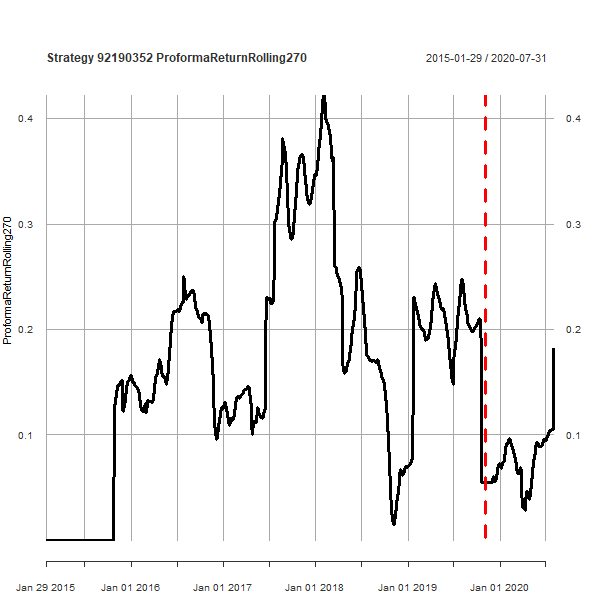 Strategy 92190352 ProformaReturnRolling270
2015-01-29 / 2020-07-31
0.4
0.4
0.3
0.3
0.2
0.2
0.1
0.1
ProformaReturnRolling270
Jan 29 2015
Jan 01 2016
Jan 01 2017
Jan 01 2018
Jan 01 2019
Jan 01 2020